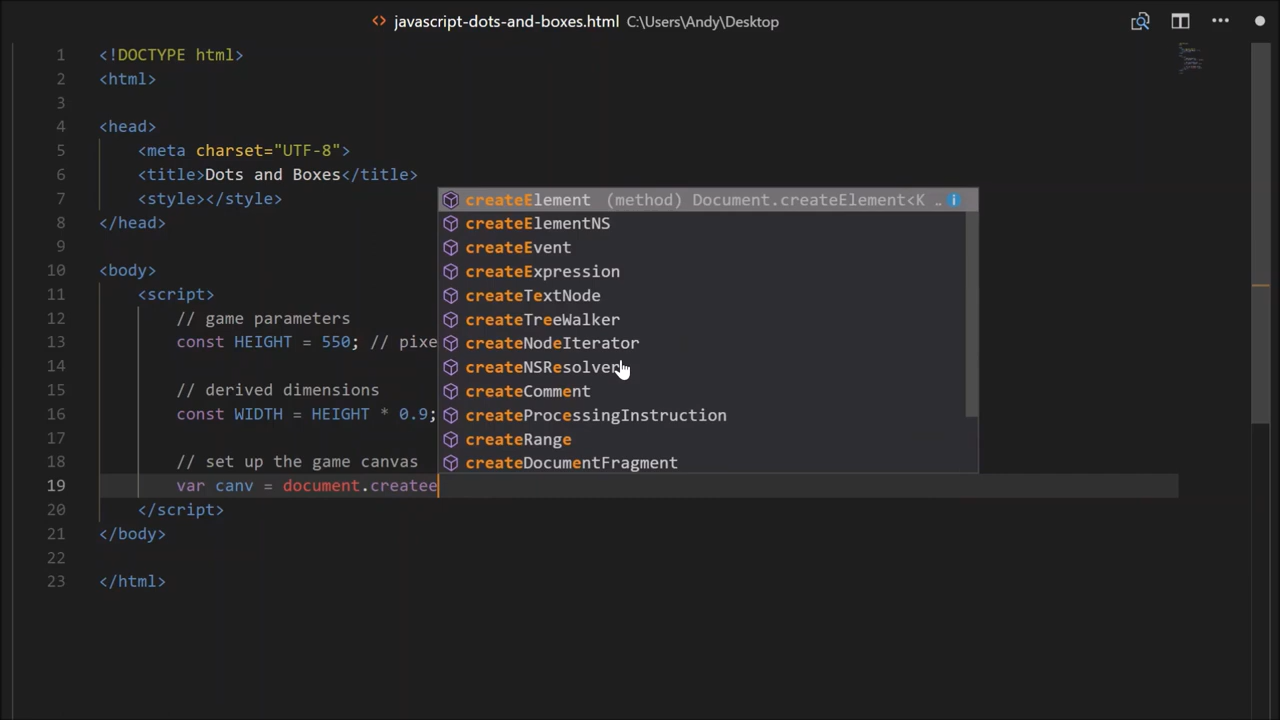 <> javascript-dots-and-boxes.html C:\Users\Andy\Desktop
1 <!DOCTYPE html>
2 <html>
3
4 <head>
5 <meta charset="UTF-8">
6 <title>Dots and Boxes</title>
7 <style></style>
createElement (method) Document.createElement<K ..
8 </head>
createElementNS
9
createEvent
10 <body>
createExpression
11 <script>
createTextNode
12 // game parameters
createTreeWalker
13 const HEIGHT = 550; // pixe
createNodeIterator
14
createNSResolver
15 // derived dimensions
createComment
16 const WIDTH = HEIGHT * 0.9;
createProcessingInstruction
17
createRange
18 // set up the game canvas
createDocumentFragment
19 var canv = document.createe
20 </script>
21 </body>
22
23 </html>